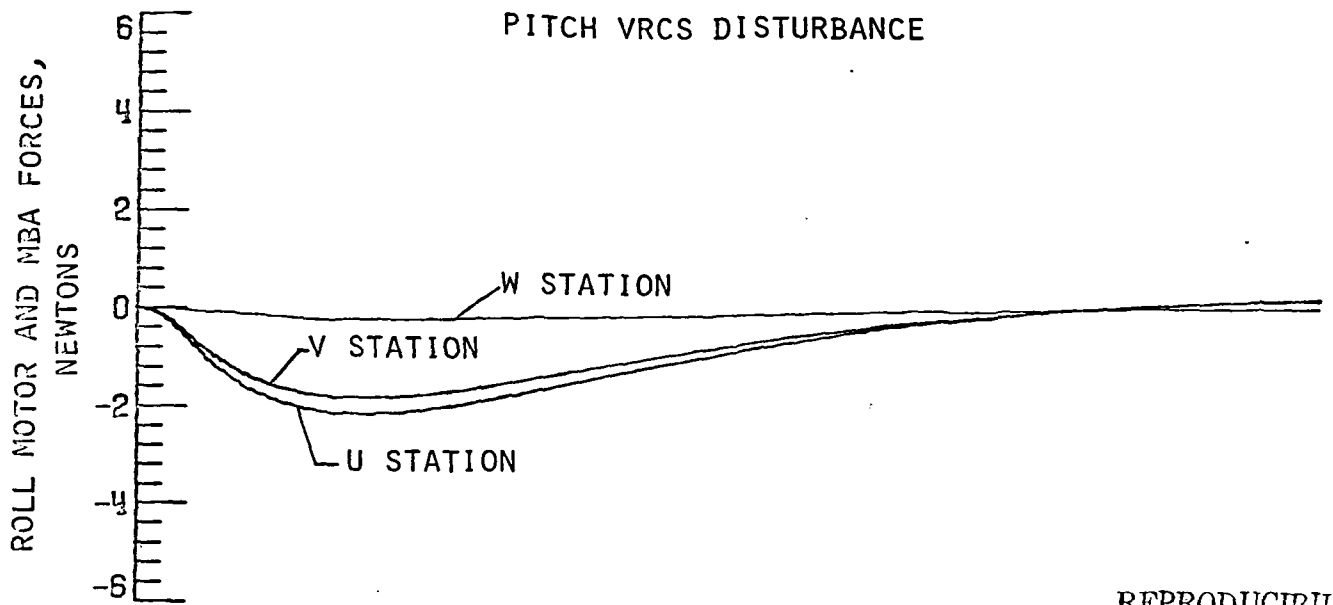 PITCH VRCS DISTURBANCE
ROLL MOTOR AND MBA FORCES,
NEWTONS
6
4
2
0
-2
-4
-6
W STATION
V STATION
U STATION